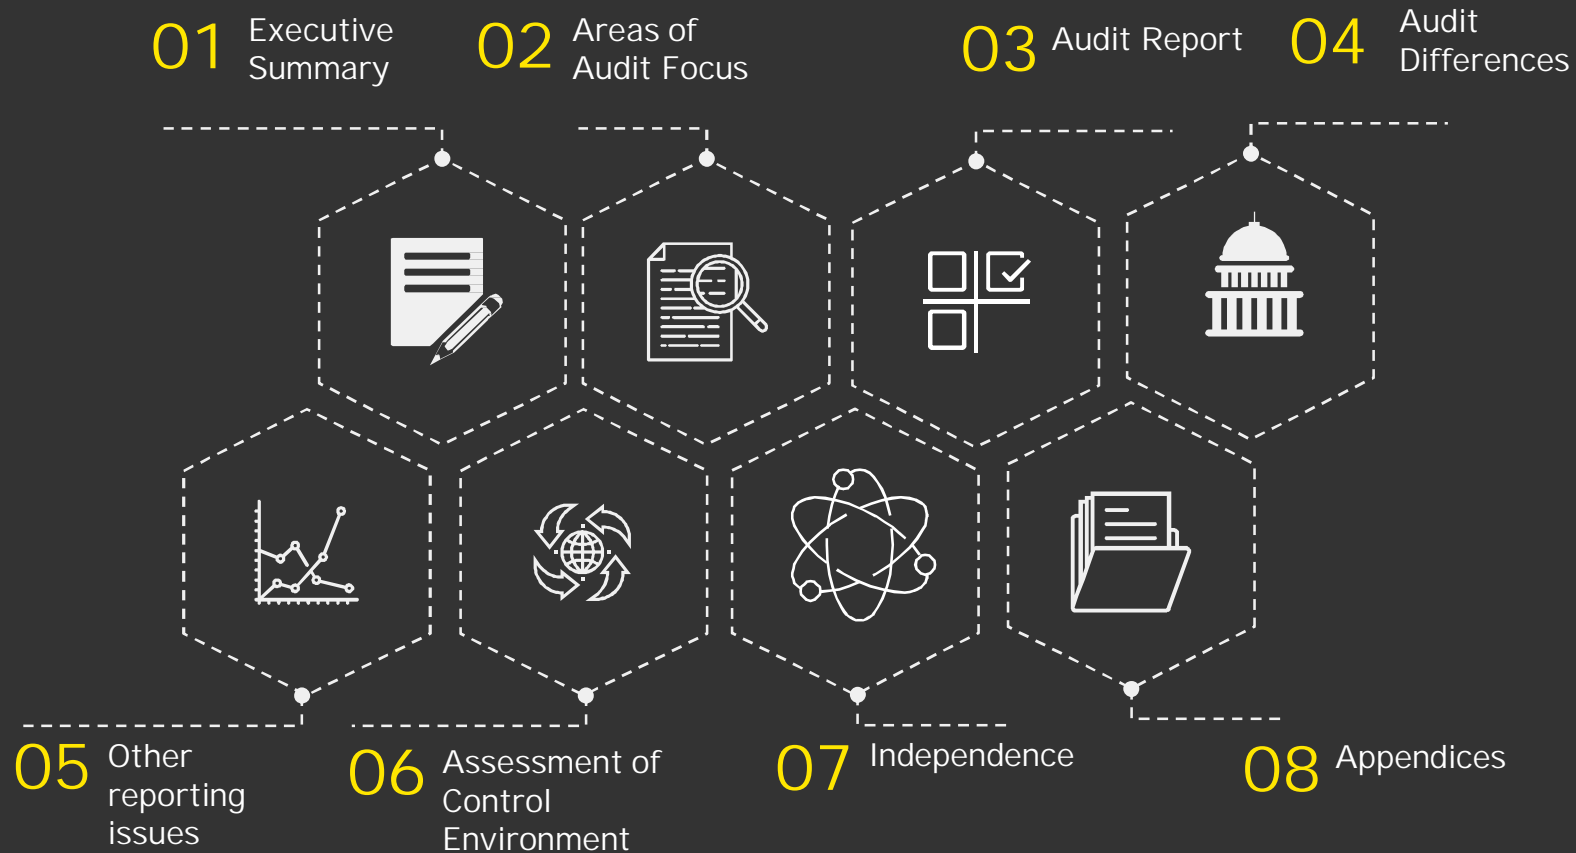 01
Executive
Summary
02
Areas of
Audit Focus
03
Audit Report
04
Audit
Differences
05
Other
reporting
issues
06
Assessment of
Control
Environment
07
Independence
08
Appendices